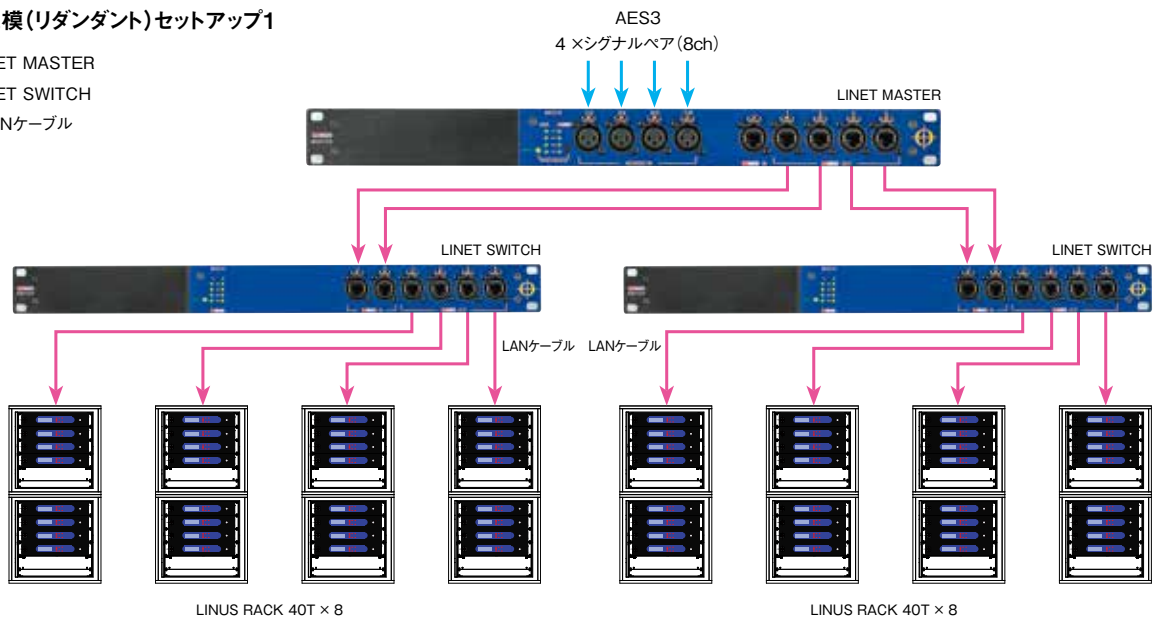 模（リダンダント）セットアップ1
ET MASTER
ET SWITCH
Nケーブル
AES3
4 ×シグナルペア（8ch）
LINET MASTER
LINET SWITCH
LINET SWITCH
LANケーブル
LANケーブル
LINUS RACK 40T × 8
LINUS RACK 40T × 8